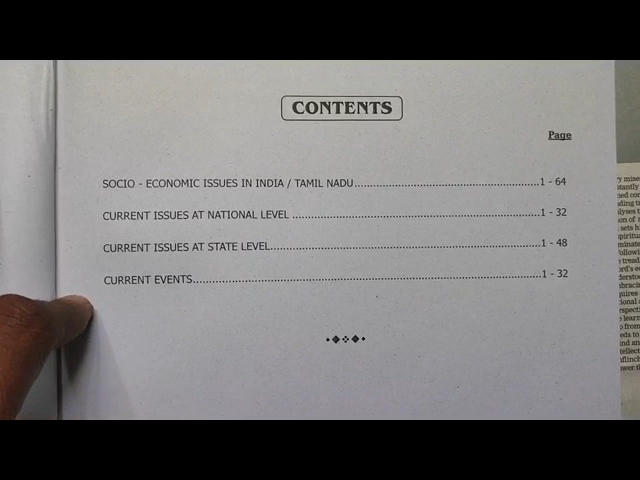 CONTENTS
Page
SOCIO - ECONOMIC ISSUES IN INDIA / TAMIL NADU...........................................................1 - 64
CURRENT ISSUES AT NATIONAL LEVEL ...............................................................................1 - 32
CURRENT ISSUES AT STATE LEVEL......................................................................................1 - 48
CURRENT EVENTS...............................................................................................................1 - 32